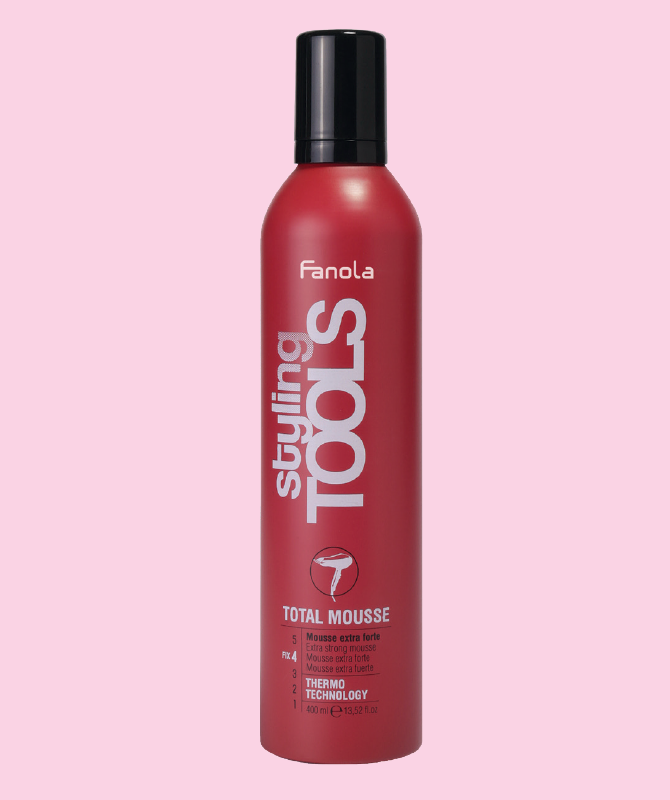 Fanola
styling
TOOLS
TOTAL MOUSSE
5
FIX 4
3
2
1
Mousse extra forte
Extra strong mousse
Mousse extra forte
Mousse extra fuerte
THERMO
TECHNOLOGY
400 ml ℮ 13,52 fl.oz.